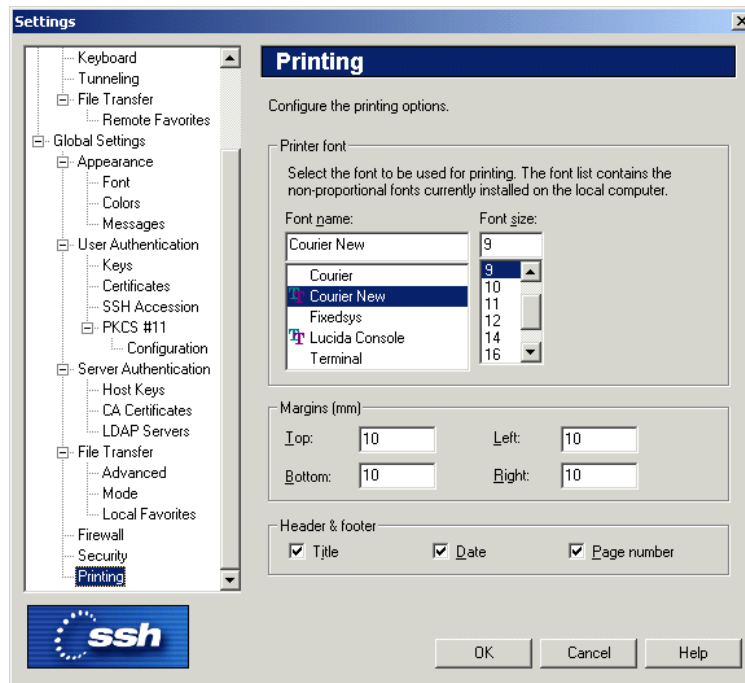 Settings
Keyboard
Tunneling
File Transfer
Remote Favorites
Global Settings
Appearance
Font
Colors
Messages
User Authentication
Keys
Certificates
SSH Accession
PKCS #11
Configuration
Server Authentication
Host Keys
CA Certificates
LDAP Servers
File Transfer
Advanced
Mode
Local Favorites
Firewall
Security
Printing
ssh
Printing
Configure the printing options.
Printer font
Select the font to be used for printing. The font list contains the
non-proportional fonts currently installed on the local computer.
Font name:
Courier New
Courier
Courier New
Fixedsys
Lucida Console
Terminal
Font size:
9
9
10
11
12
14
16
Margins (mm)
Top: 10 Left: 10
Bottom: 10 Right: 10
Header & footer
Title Date Page number
OK Cancel Help